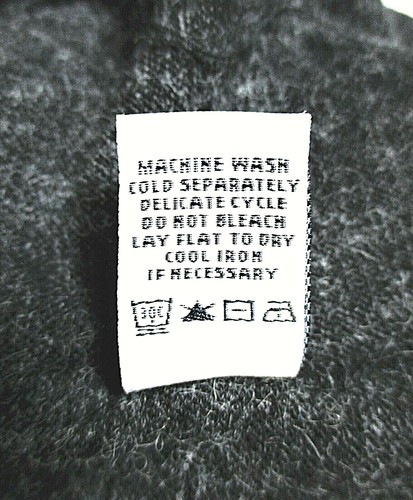 MACHINE WASH
COLD SEPARATELY
DELICATE CYCLE
DO NOT BLEACH
LAY FLAT TO DRY
COOL IRON
IF NECESSARY
30C